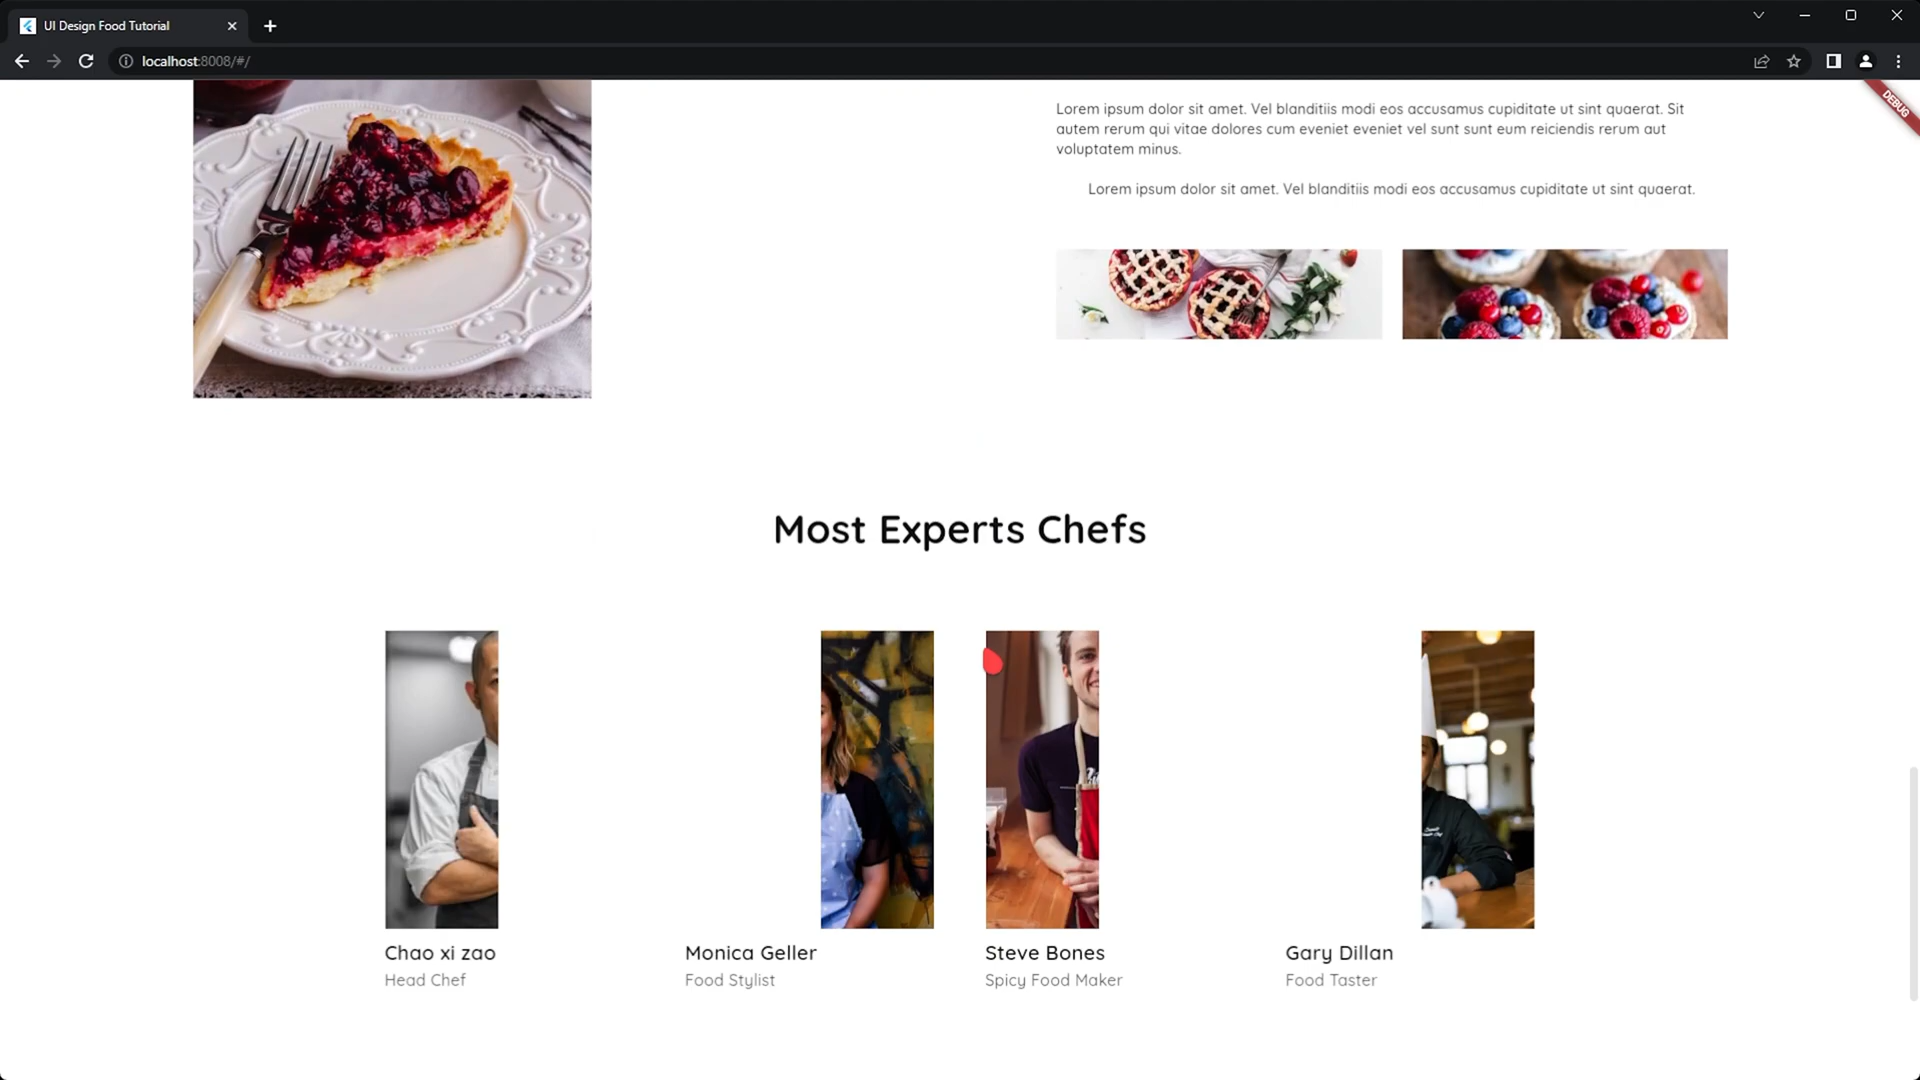 UI Design Food Tutorial
localhost:8008/#/
DEBUG
Lorem ipsum dolor sit amet. Vel blanditiis modi eos accusamus cupiditate ut sint quaerat. Sit
autem rerum qui vitae dolores cum eveniet eveniet vel sunt sunt eum reiciendis rerum aut
voluptatem minus.
Lorem ipsum dolor sit amet. Vel blanditiis modi eos accusamus cupiditate ut sint quaerat.
Most Experts Chefs
Chao xi zao
Head Chef
Monica Geller
Food Stylist
Steve Bones
Spicy Food Maker
Gary Dillan
Food Taster